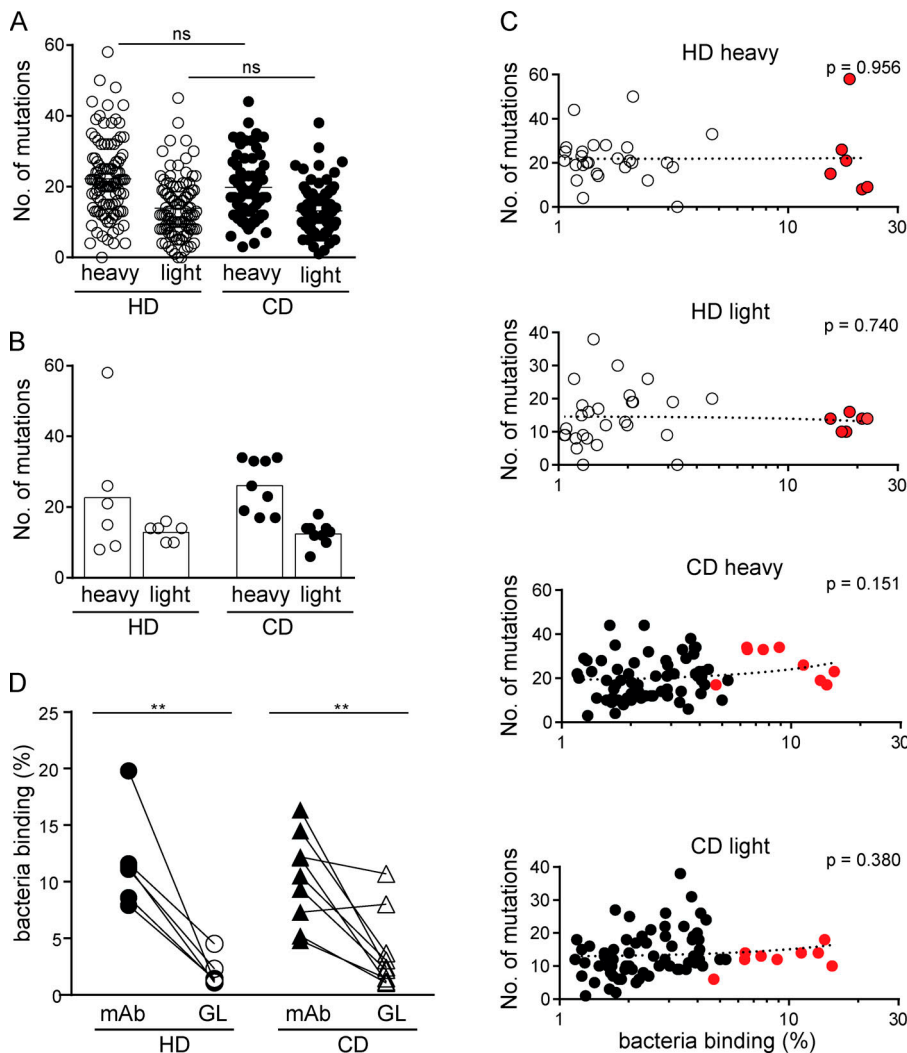 A
ns
ns
No. of mutations
60
40
20
0
heavy light heavy light
HD CD
B
No. of mutations
60
40
20
0
heavy light heavy light
HD CD
D
** **
bacteria binding (%)
25
20
15
10
5
0
mAb GL mAb GL
HD CD
C
HD heavy
p = 0.956
No. of mutations
60
40
20
0
1 10 30
HD light
p = 0.740
No. of mutations
40
30
20
10
0
1 10 30
CD heavy
p = 0.151
No. of mutations
60
40
20
0
1 10 30
CD light
p = 0.380
No. of mutations
40
30
20
10
0
1 10 30
bacteria binding (%)